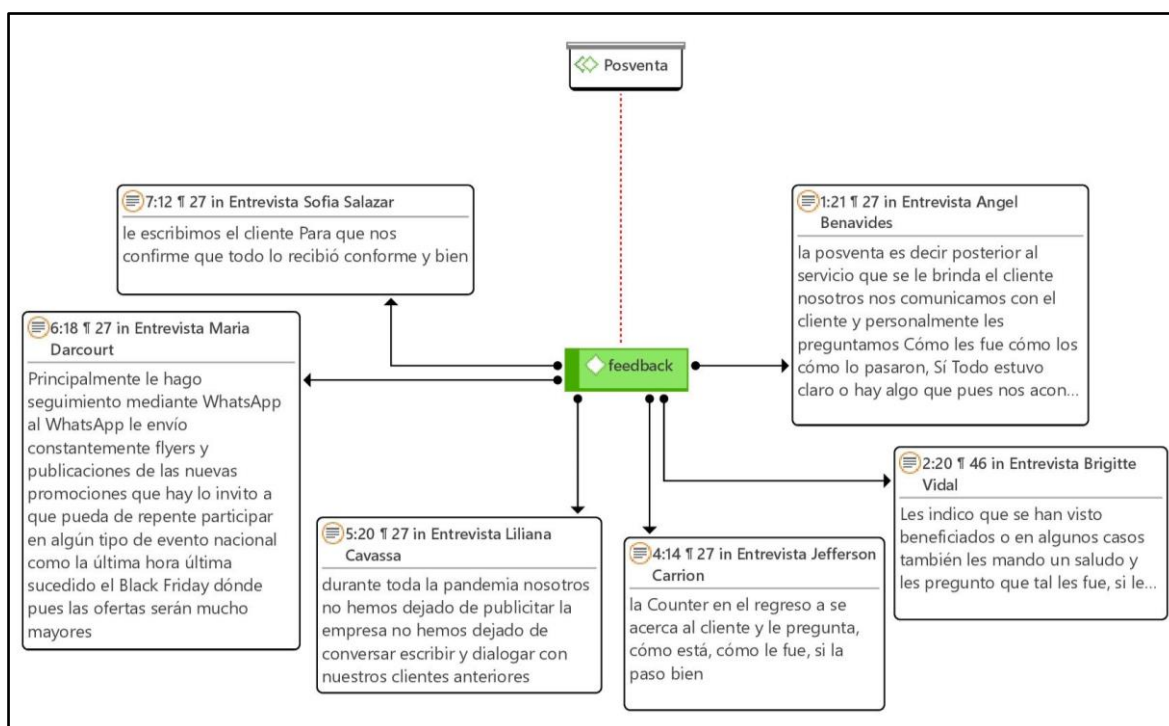 Posventa
7:12 ¶ 27 in Entrevista Sofia Salazar
le escribimos el cliente Para que nos
confirme que todo lo recibió conforme y bien
1:21 ¶ 27 in Entrevista Angel
Benavides
la posventa es decir posterior al
servicio que se le brinda el cliente
nosotros nos comunicamos con el
cliente y personalmente les
preguntamos Cómo les fue cómo los
cómo lo pasaron, Sí Todo estuvo
claro o hay algo que pues nos acon...
6:18 ¶ 27 in Entrevista Maria
Darcourt
Principalmente le hago
seguimiento mediante WhatsApp
al WhatsApp le envío
constantemente flyers y
publicaciones de las nuevas
promociones que hay lo invito a
que pueda de repente participar
en algún tipo de evento nacional
como la última hora última
sucedido el Black Friday dónde
pues las ofertas serán mucho
mayores
feedback
2:20 ¶ 46 in Entrevista Brigitte
Vidal
Les indico que se han visto
beneficiados o en algunos casos
también les mando un saludo y
les pregunto que tal les fue, si le...
5:20 ¶ 27 in Entrevista Liliana
Cavassa
durante toda la pandemia nosotros
no hemos dejado de publicitar la
empresa no hemos dejado de
conversar escribir y dialogar con
nuestros clientes anteriores
4:14 ¶ 27 in Entrevista Jefferson
Carrion
la Counter en el regreso a se
acerca al cliente y le pregunta,
cómo está, cómo le fue, si la
paso bien